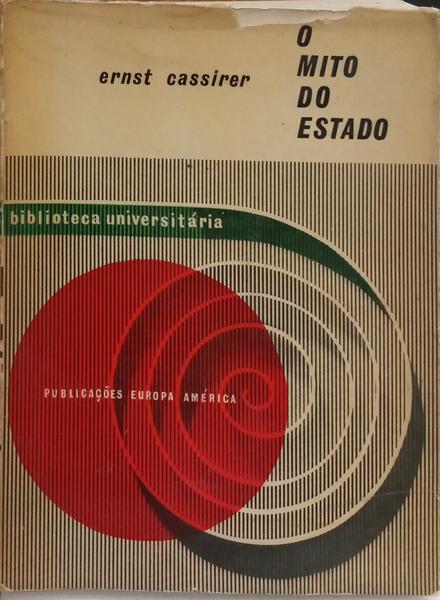 ernst cassirer
O
MITO
DO
ESTADO
biblioteca universitária
PUBLICAÇÕES EUROPA AMÉRICA